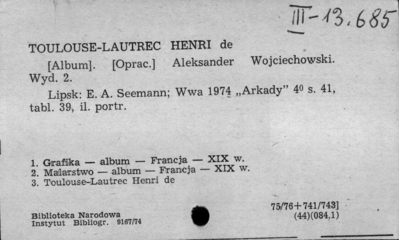 III-13.685
TOULOUSE-LAUTREC HENRI de
[Album]. [Oprac.] Aleksander Wojciechowski.
Wyd. 2.
Lipsk: E. A. Seemann; Wwa 1974 „Arkady" 4⁰ s. 41,
tabl. 39, il. portr.
1. Grafika — album — Francja — XIX w.
2. Malarstwo — album — Francja — XIX w.
3. Toulouse-Lautrec Henri de
75/76+741/743]
(44)(084,1)
Biblioteka Narodowa
Instytut Bibliogr. 9167/74